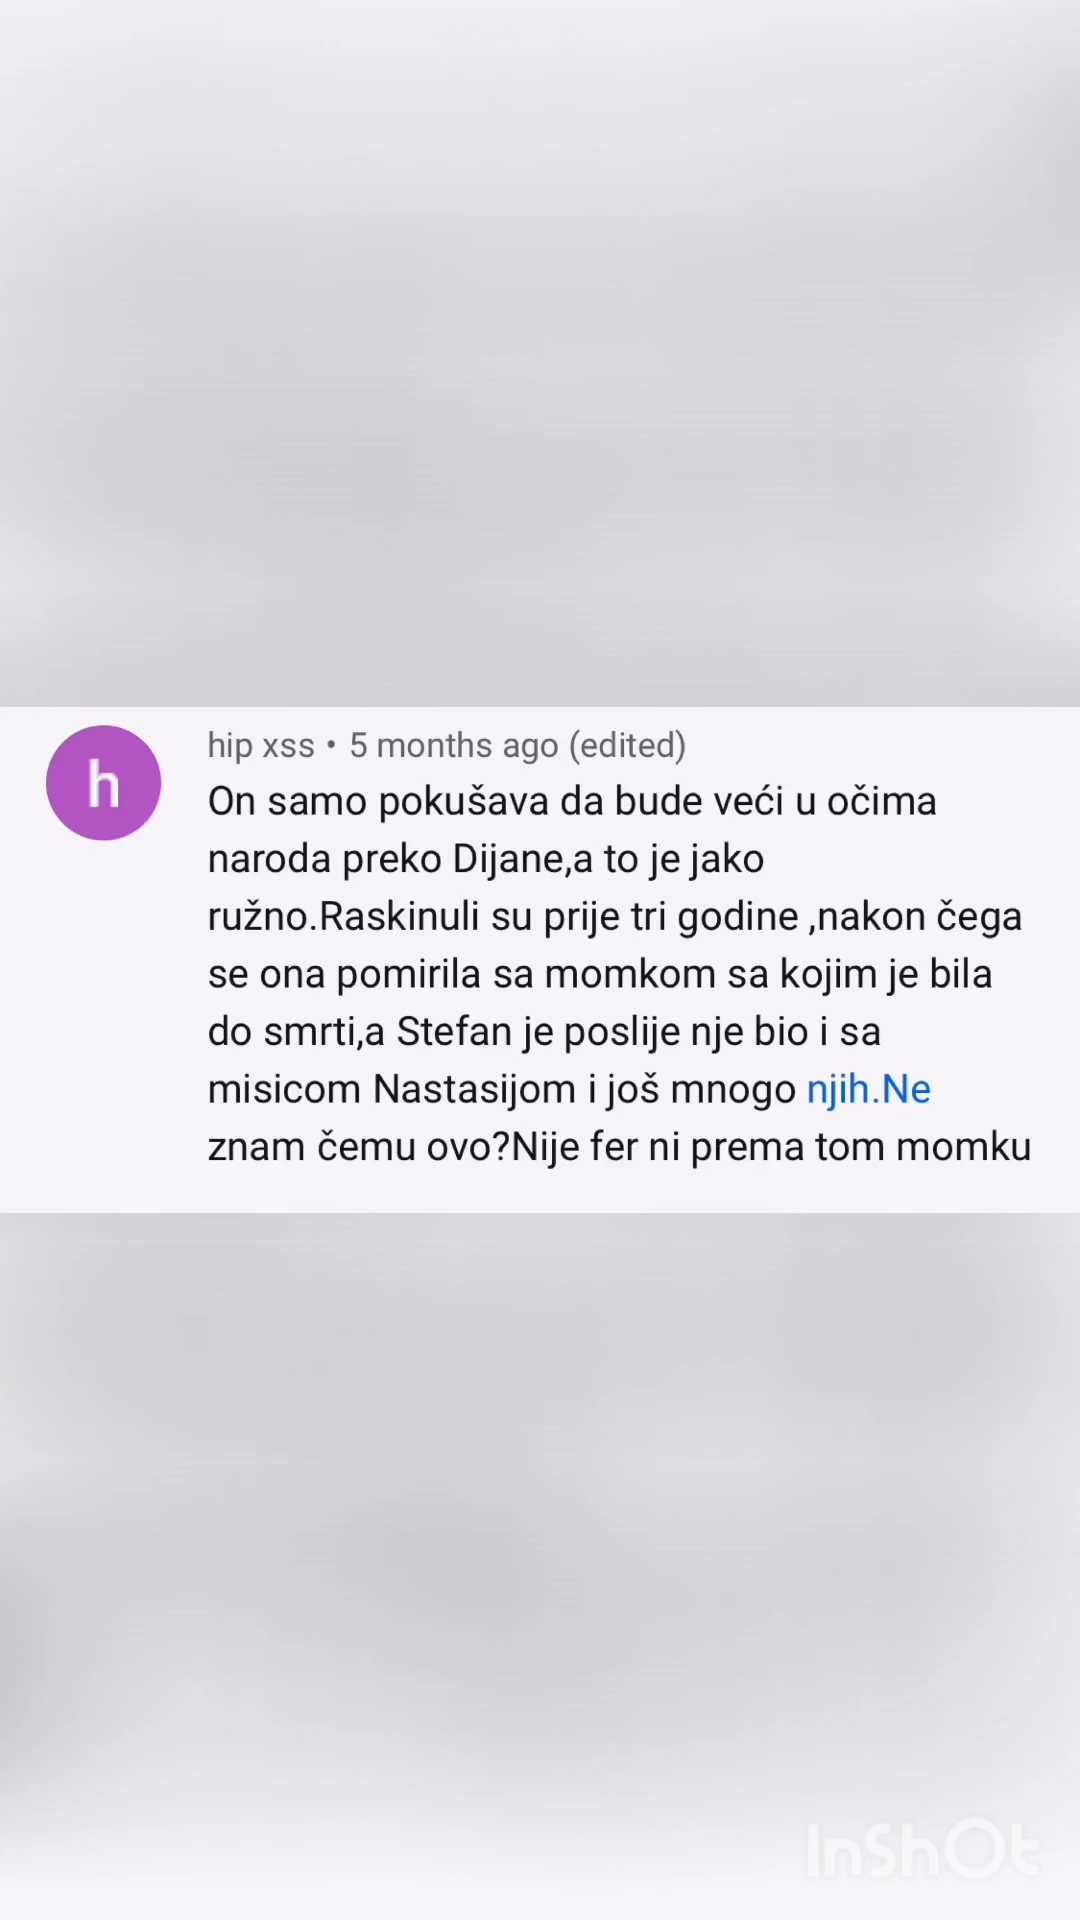 h
hip xss • 5 months ago (edited)
On samo pokušava da bude veći u očima
naroda preko Dijane,a to je jako
ružno.Raskinuli su prije tri godine ,nakon čega
se ona pomirila sa momkom sa kojim je bila
do smrti,a Stefan je poslije nje bio i sa
misicom Nastasijom i još mnogo njih.Ne
znam čemu ovo?Nije fer ni prema tom momku
InShOt